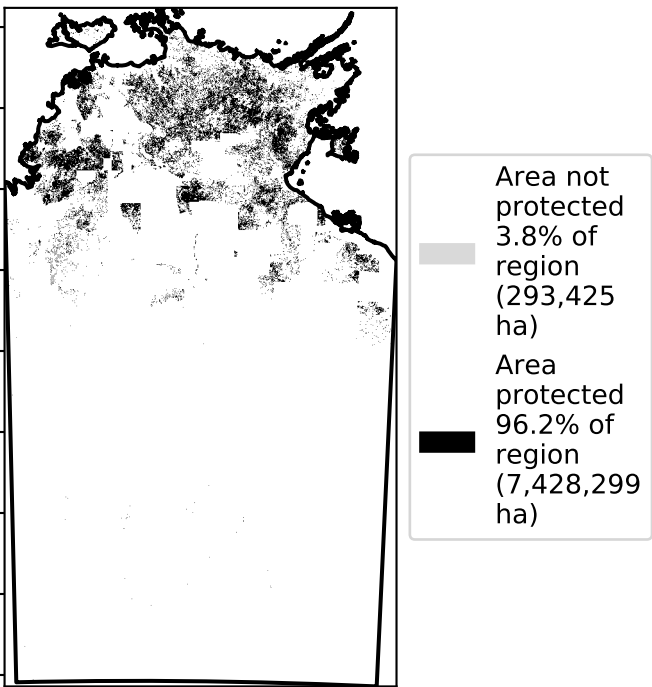 Area not
protected
3.8% of
region
(293,425
ha)
Area
protected
96.2% of
region
(7,428,299
ha)